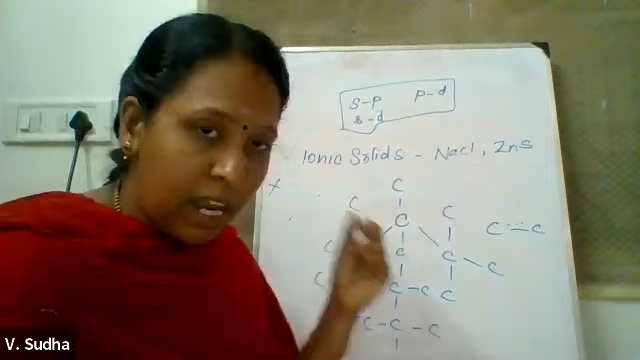 S-P P-d
s-d
Ionic Solids - Nacl, Zns
C
C
C C
C = C
C
C C
C
C
C - C C
C - C - C
V. Sudha